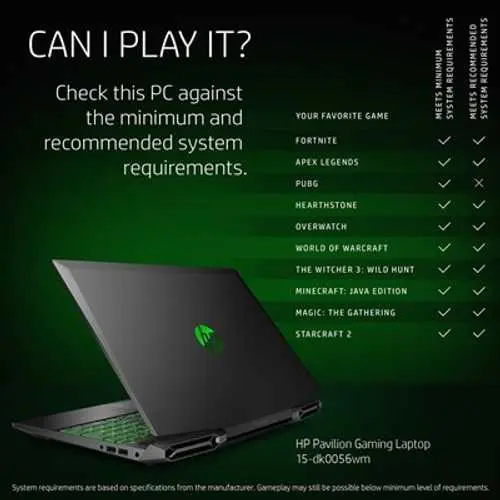 CAN I PLAY IT?
Check this PC against
the minimum and
recommended system
requirements.
YOUR FAVORITE GAME
MEETS MINIMUM
SYSTEM REQUIREMENTS
MEETS RECOMMENDED
SYSTEM REQUIREMENTS
FORTNITE
APEX LEGENDS
PUBG
HEARTHSTONE
OVERWATCH
WORLD OF WARCRAFT
THE WITCHER 3: WILD HUNT
MINECRAFT: JAVA EDITION
MAGIC: THE GATHERING
STARCRAFT 2
hp
HP Pavilion Gaming Laptop
15-dk0056wm
System requirements are based on specifications from the manufacturer. Gameplay may still be possible below minimum level of requirements.